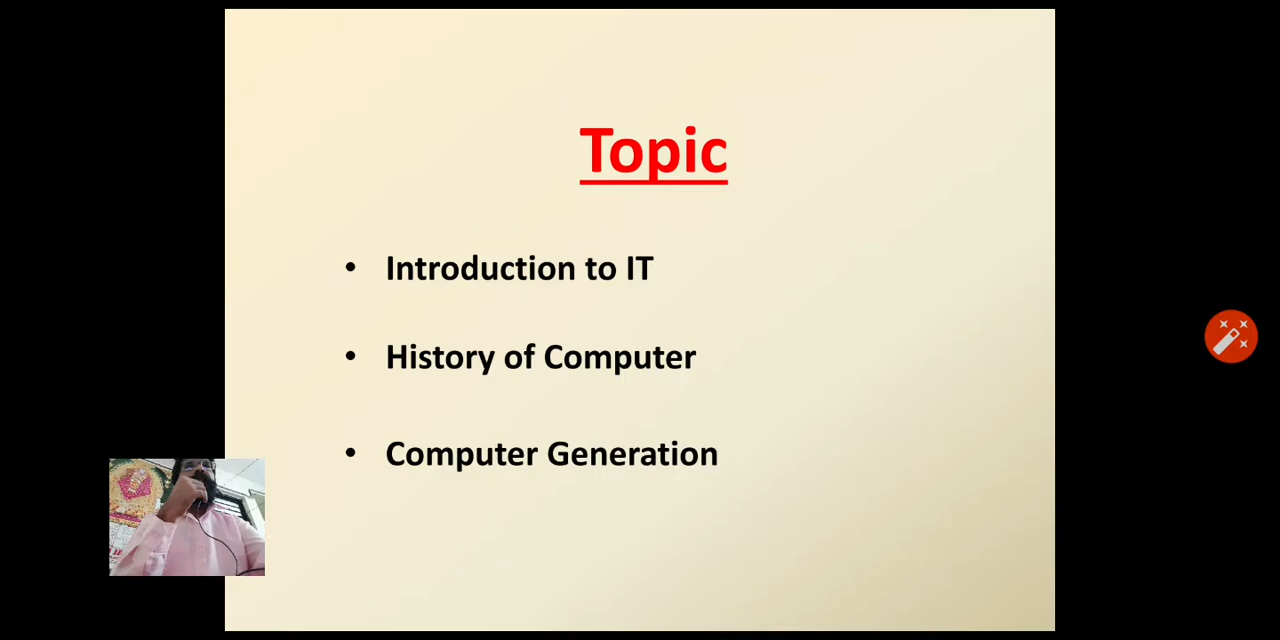 Topic
• Introduction to IT
• History of Computer
• Computer Generation